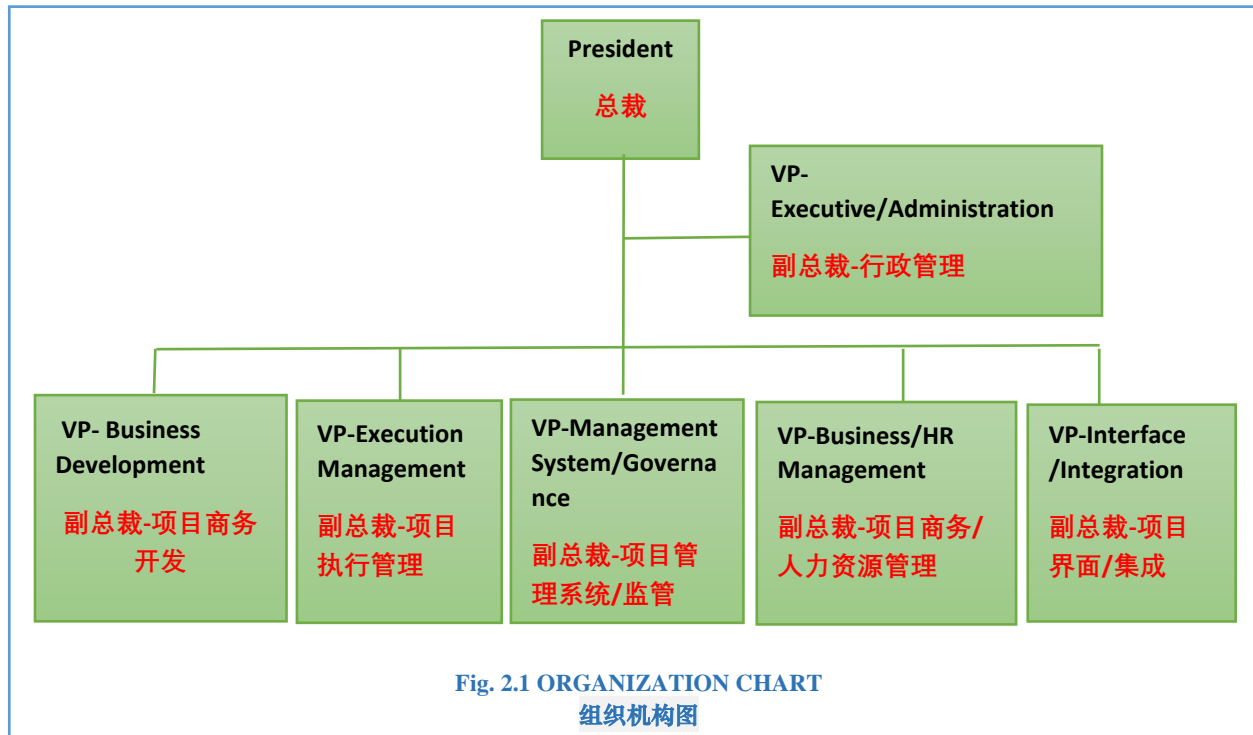 President
总裁
VP-
Executive/Administration
副总裁-行政管理
VP- Business
Development
副总裁-项目商务
开发
VP-Execution
Management
副总裁-项目
执行管理
VP-Management
System/Governa
nce
副总裁-项目管
理系统/监管
VP-Business/HR
Management
副总裁-项目商务/
人力资源管理
VP-Interface
/Integration
副总裁-项目
界面/集成
Fig. 2.1 ORGANIZATION CHART
组织机构图